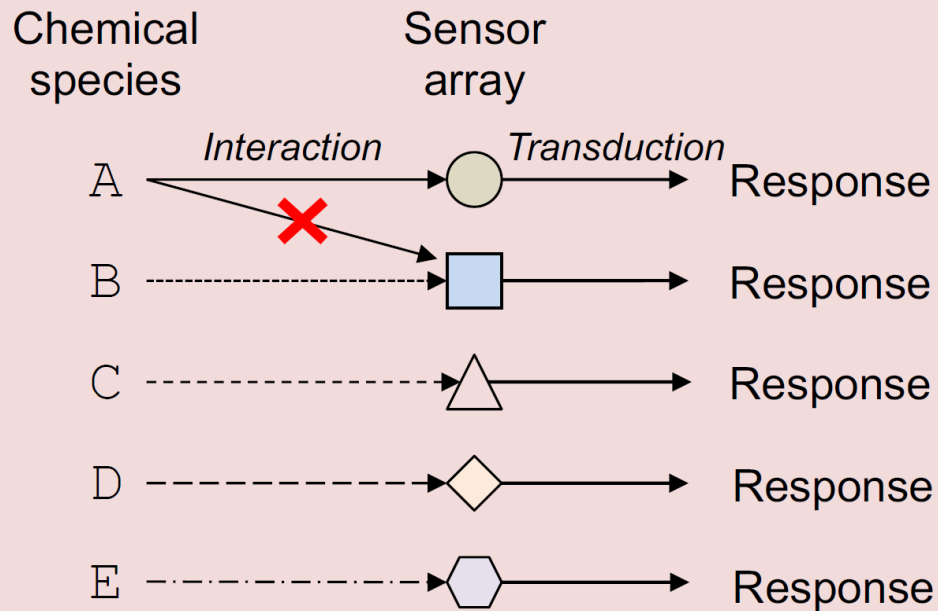 Chemical
species
Sensor
array
Interaction
Transduction
A
Response
B
Response
C
Response
D
Response
E
Response